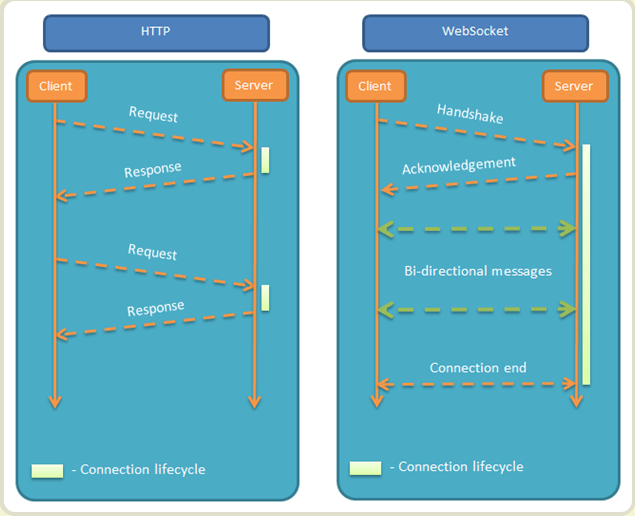 HTTP
Client
Server
Request
Response
Request
Response
- Connection lifecycle
WebSocket
Client
Server
Handshake
Acknowledgement
Bi-directional messages
Connection end
- Connection lifecycle